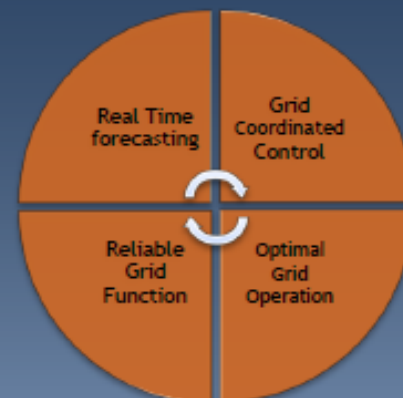 Real Time
forecasting
Grid
Coordinated
Control
Reliable
Grid
Function
Optimal
Grid
Operation